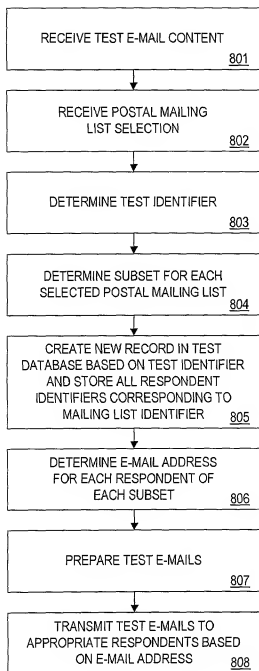 RECEIVE TEST E-MAIL CONTENT
801
RECEIVE POSTAL MAILING
LIST SELECTION
802
DETERMINE TEST IDENTIFIER
803
DETERMINE SUBSET FOR EACH
SELECTED POSTAL MAILING LIST
804
CREATE NEW RECORD IN TEST
DATABASE BASED ON TEST IDENTIFIER
AND STORE ALL RESPONDENT
IDENTIFIERS CORRESPONDING TO
MAILING LIST IDENTIFIER
805
DETERMINE E-MAIL ADDRESS
FOR EACH RESPONDENT OF
EACH SUBSET
806
PREPARE TEST E-MAILS
807
TRANSMIT TEST E-MAILS TO
APPROPRIATE RESPONDENTS BASED
ON E-MAIL ADDRESS
808